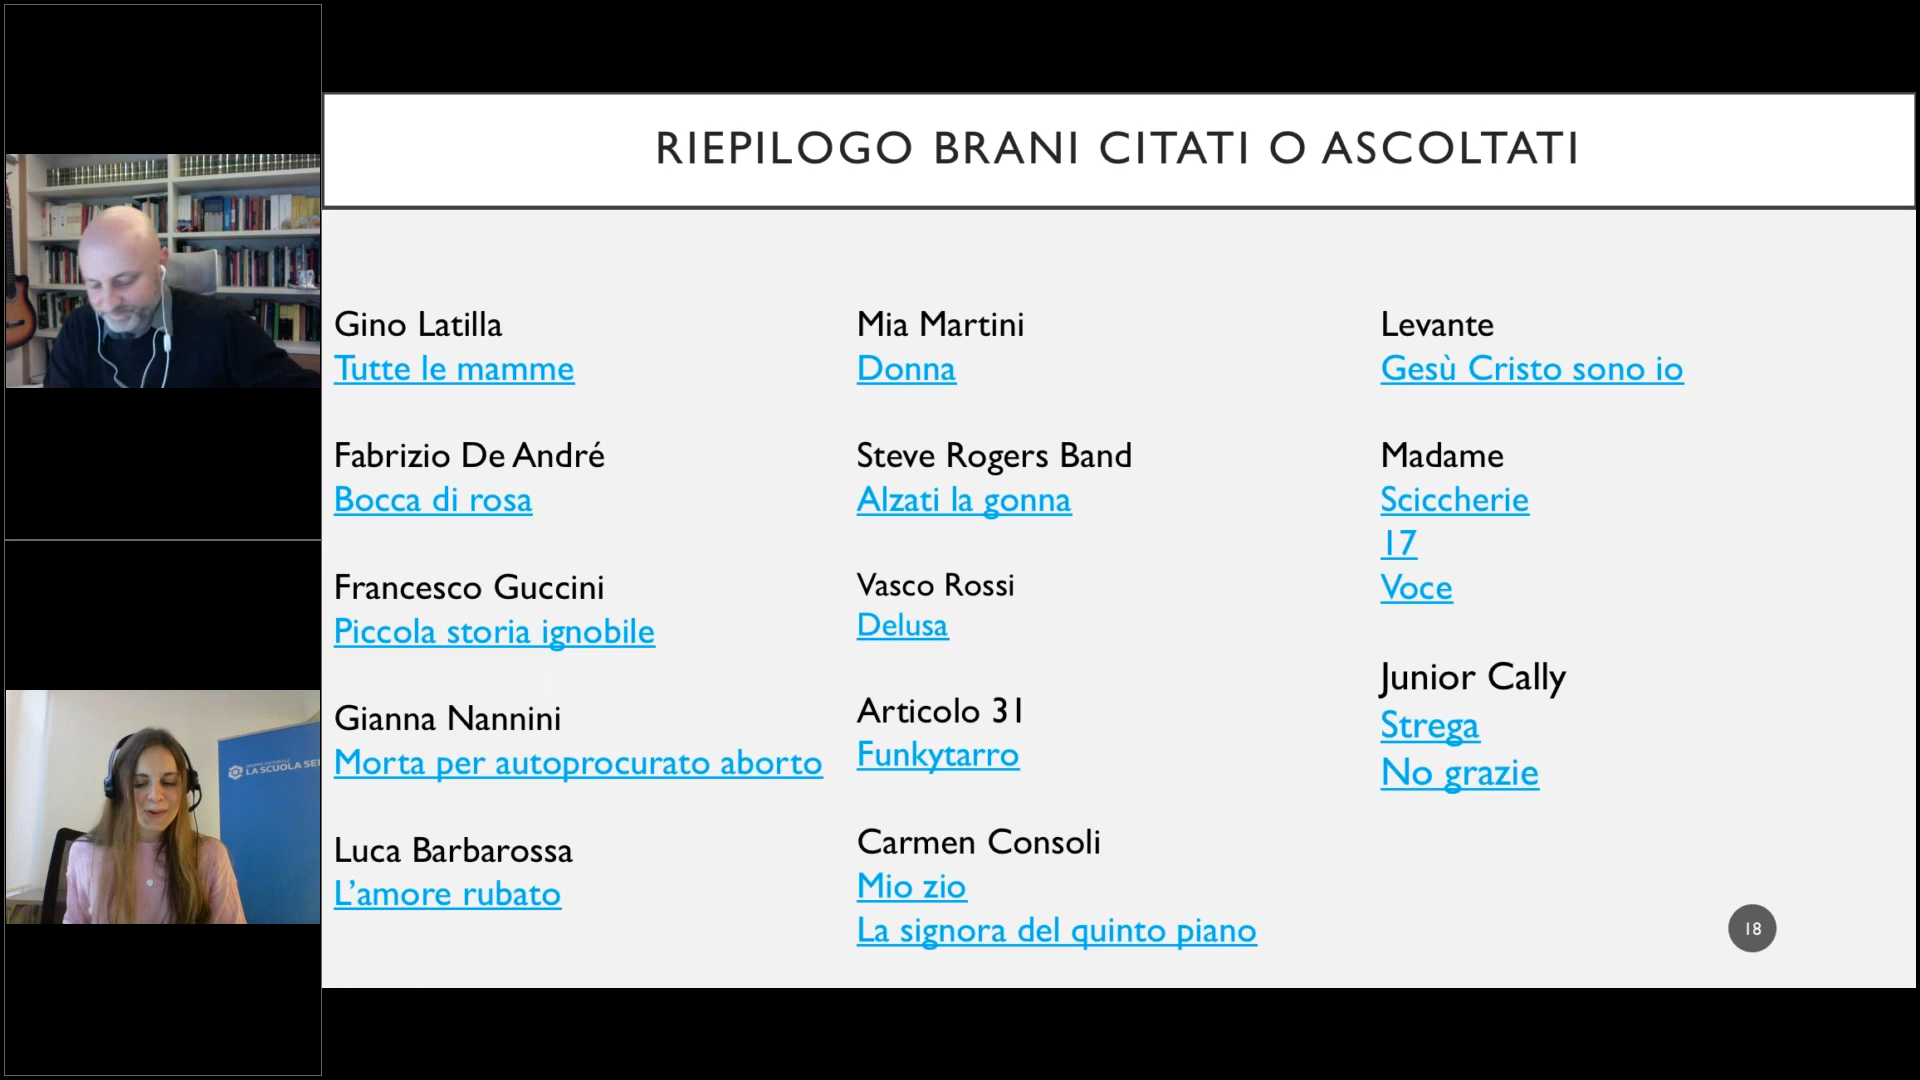 RIEPILOGO BRANI CITATI O ASCOLTATI
Gino Latilla
Tutte le mamme
Fabrizio De André
Bocca di rosa
Francesco Guccini
Piccola storia ignobile
Gianna Nannini
Morta per autoprocurato aborto
Luca Barbarossa
L’amore rubato
Mia Martini
Donna
Steve Rogers Band
Alzati la gonna
Vasco Rossi
Delusa
Articolo 31
Funkytarro
Carmen Consoli
Mio zio
La signora del quinto piano
Levante
Gesù Cristo sono io
Madame
Sciccherie
17
Voce
Junior Cally
Strega
No grazie
18
LA SCUOLA